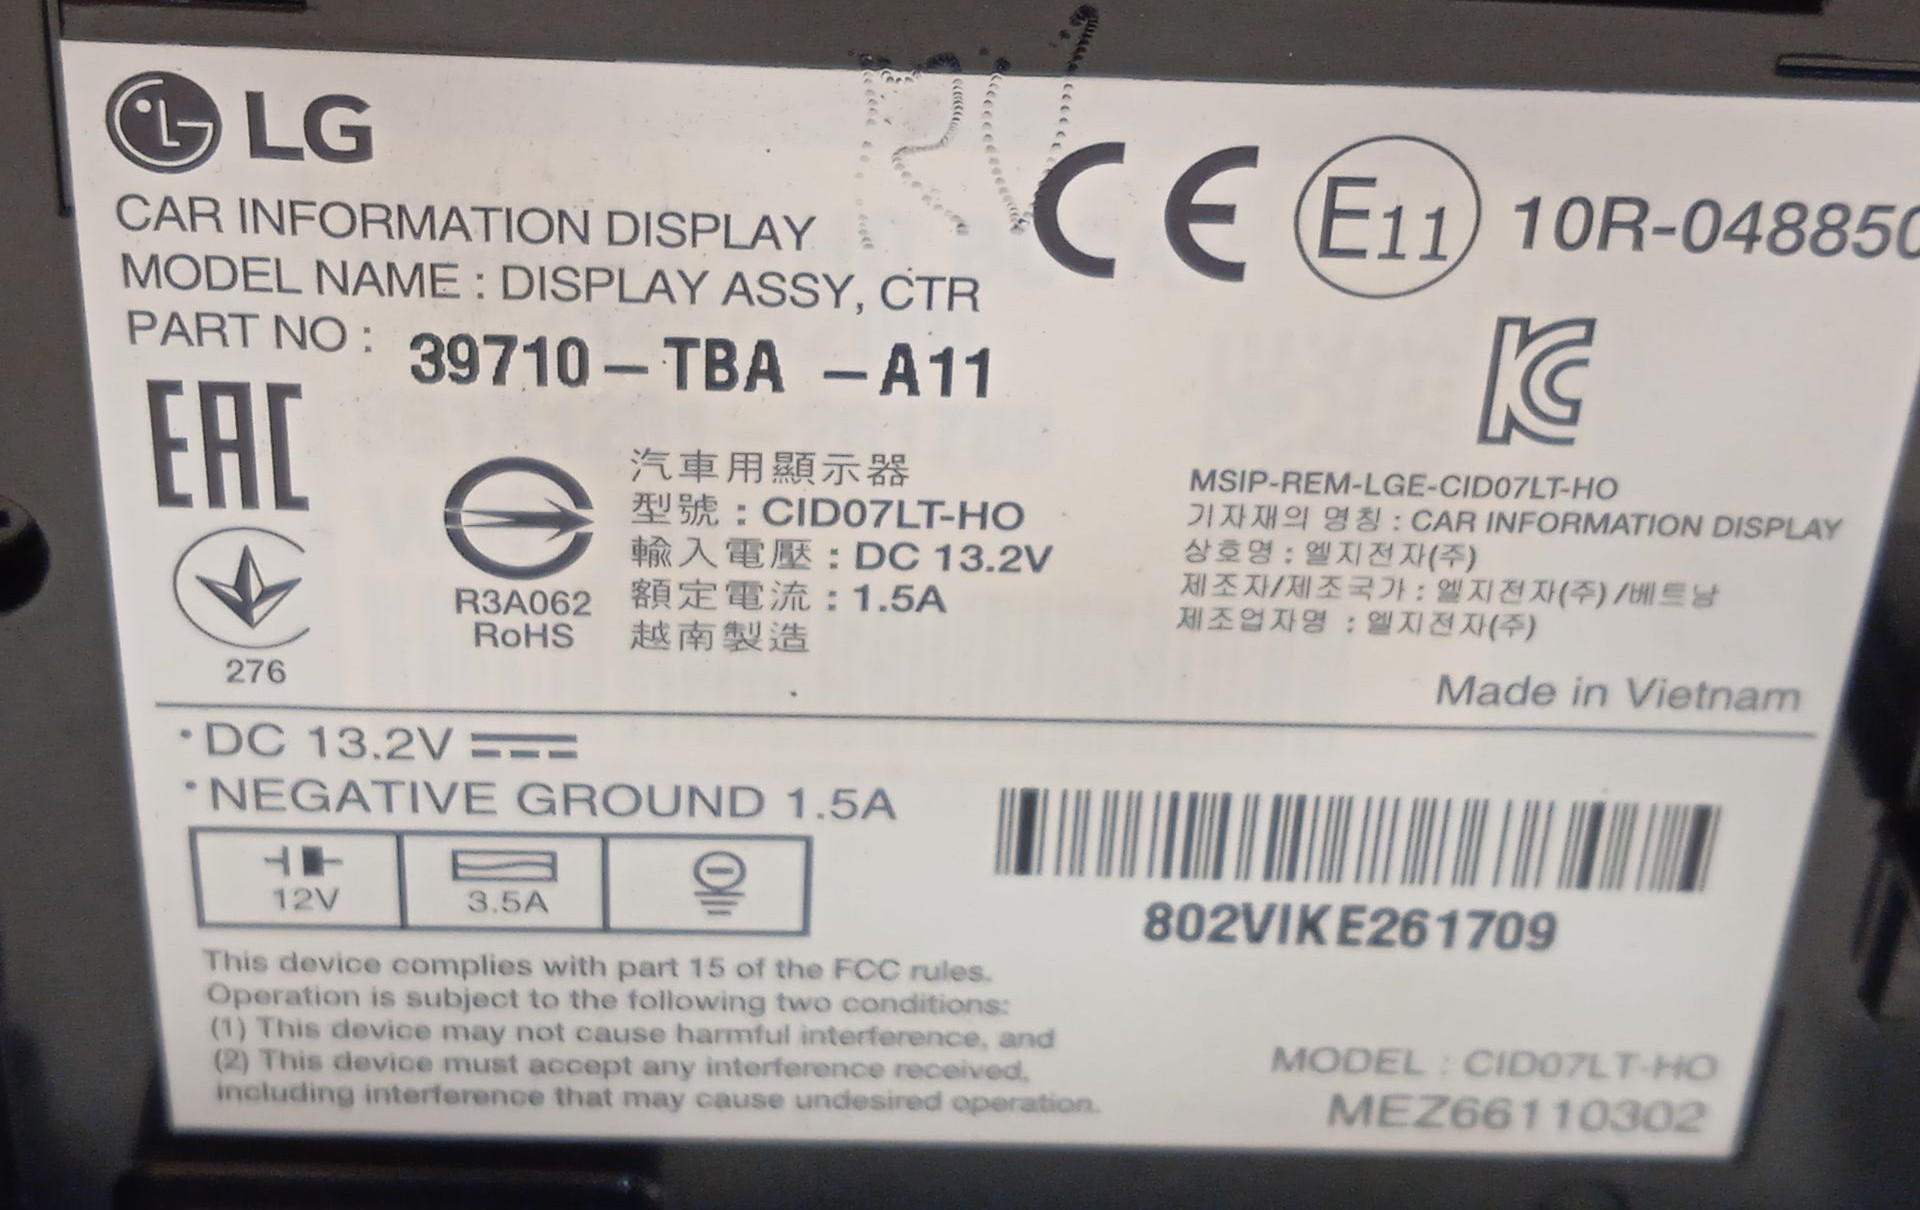 LG
CAR INFORMATION DISPLAY
MODEL NAME : DISPLAY ASSY, CTR
PART NO : 39710-TBA -A11
CE E11 10R-048850
EAC
276
R3A062
RoHS
汽車用顯示器
型號 : CID07LT-HO
輸入電壓 : DC 13.2V
額定電流 : 1.5A
越南製造
MSIP-REM-LGE-CID07LT-HO
기자재의 명칭 : CAR INFORMATION DISPLAY
상호명 : 엘지전자(주)
제조자/제조국가 : 엘지전자(주)/베트남
제조업자명 : 엘지전자(주)
Made in Vietnam
·DC 13.2V
·NEGATIVE GROUND 1.5A
12V
3.5A
802VIKE261709
This device complies with part 15 of the FCC rules.
Operation is subject to the following two conditions:
(1) This device may not cause harmful interference, and
(2) This device must accept any interference received,
including interference that may cause undesired operation.
MODEL : CID07LT-HO
MEZ66110302